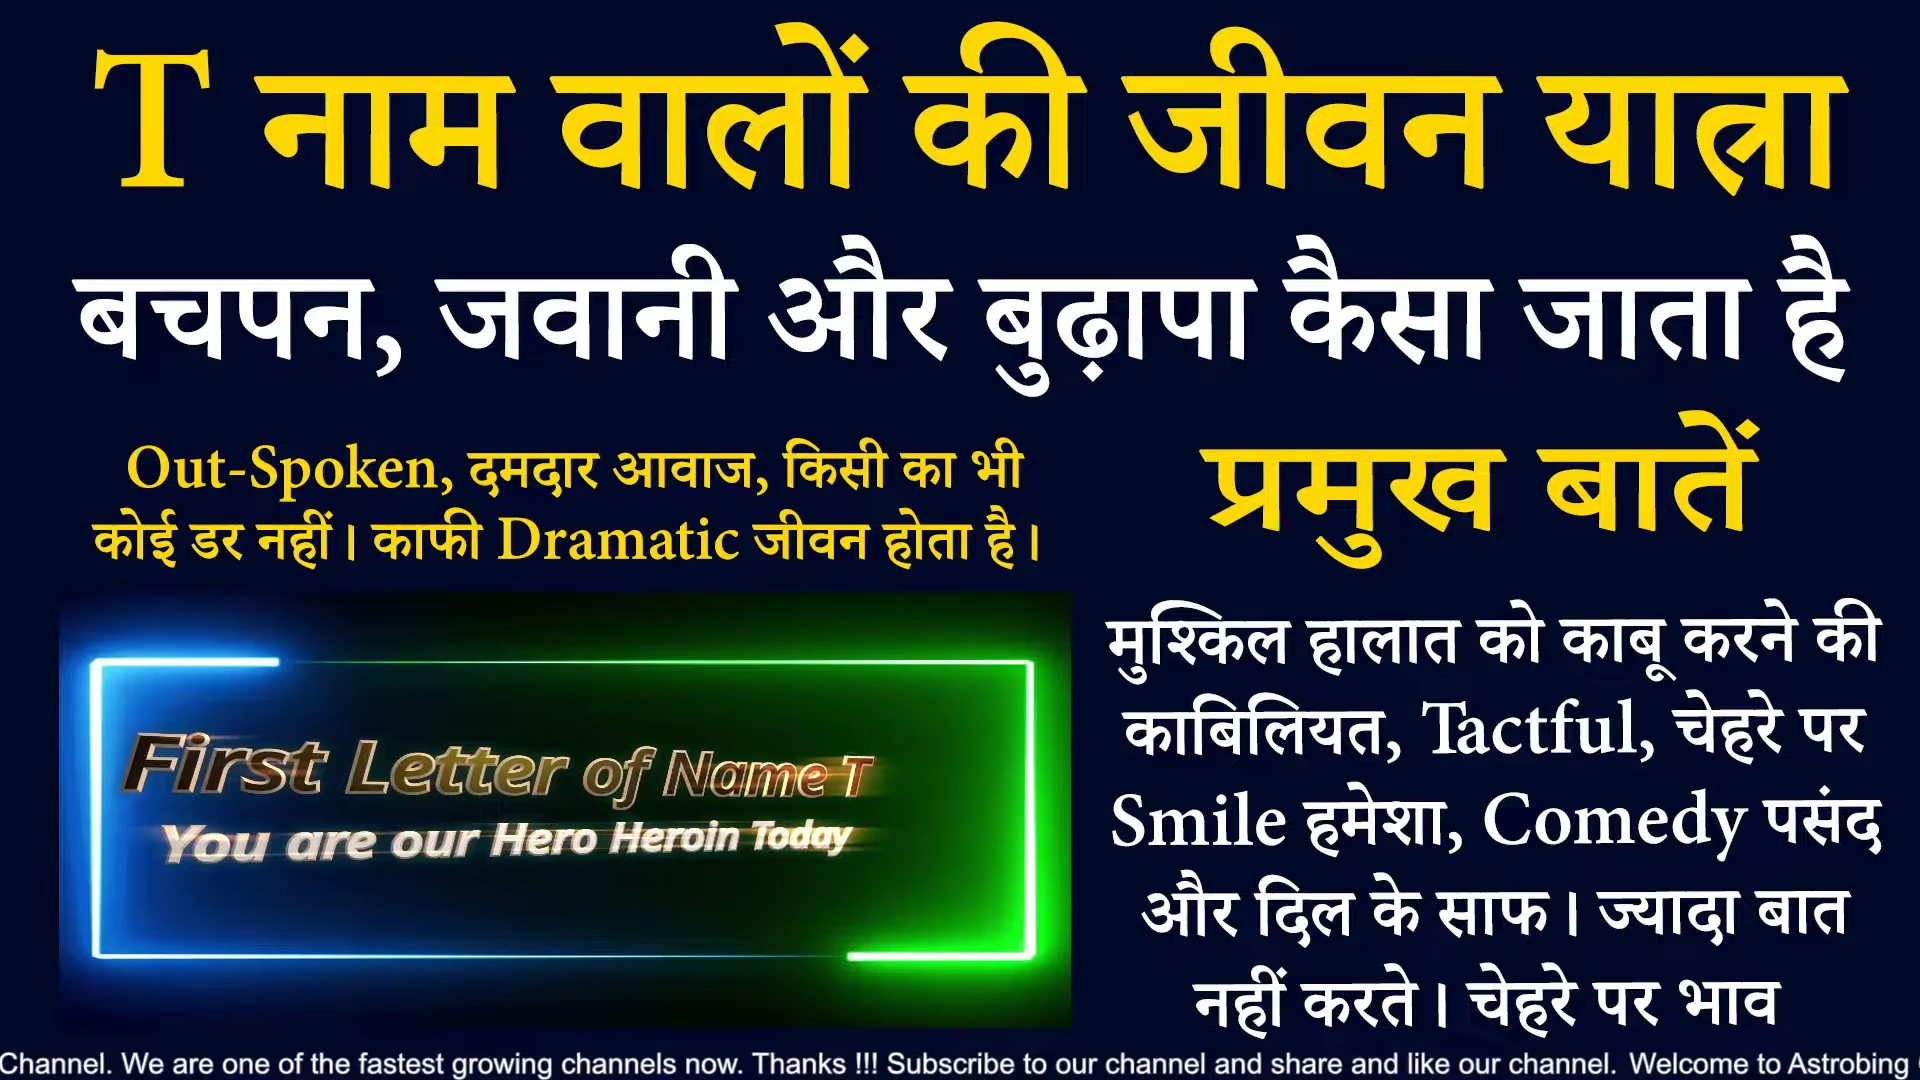 T नाम वालों की जीवन यात्रा
बचपन, जवानी और बुढ़ापा कैसा जाता है
Out-Spoken, दमदार आवाज, किसी का भी
कोई डर नहीं। काफी Dramatic जीवन होता है।
First Letter of Name T
You are our Hero Heroin Today
प्रमुख बातें
मुश्किल हालात को काबू करने की
काबिलियत, Tactful, चेहरे पर
Smile हमेशा, Comedy पसंद
और दिल के साफ। ज्यादा बात
नहीं करते। चेहरे पर भाव
Channel. We are one of the fastest growing channels now. Thanks !!! Subscribe to our channel and share and like our channel. Welcome to Astrobing